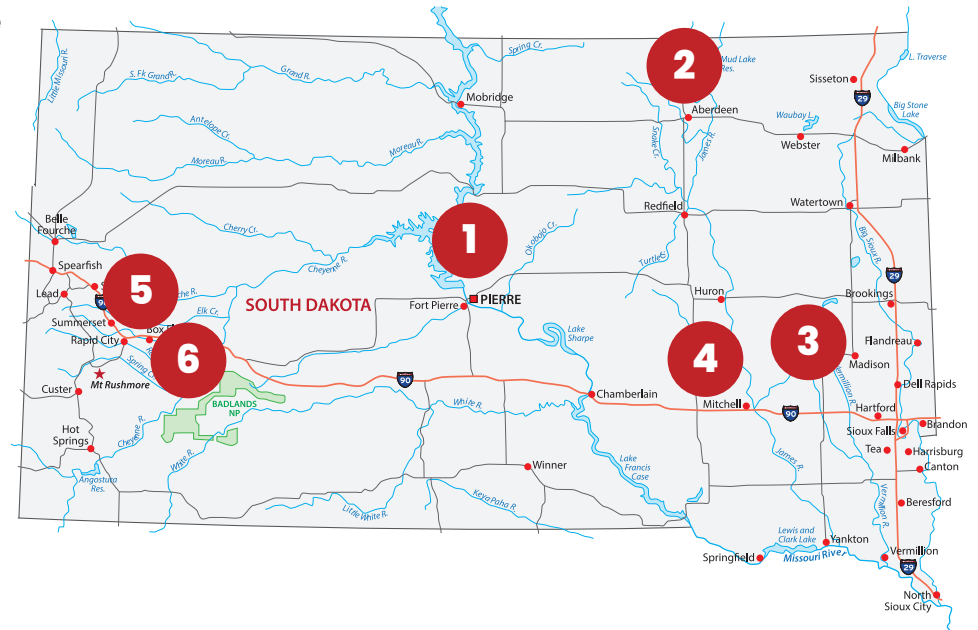 Little Missouri R.
S. Fk Grand R.
Grand R.
Spring Cr.
Mud Lake
Res.
2
L. Traverse
Sisseton
29
Mobridge
Aberdeen
Big Stone
Lake
Waubay L.
Antelope Cr.
Moreau R.
Moreau R.
Snake Cr.
James R.
Webster
Milbank
Redfield
Watertown
Belle
Fourche
Cherry Cr.
1
Okobojo Cr.
Big Sioux R.
Turtle
Spearfish
Cheyenne R.
29
5
Lead
90
SOUTH DAKOTA
PIERRE
Fort Pierre
Huron
Brookings
Elk Cr.
Summerset
Rapid City
Box
6
Lake
Sharpe
4
3
Flandreau
Madison
Spring Cr.
Mt Rushmore
Custer
90
Vermillion R.
Dell Rapids
BADLANDS
NP
White R.
Chamberlain
Mitchell
90
Hartford
Brandon
Sioux Falls
Hot
Springs
Cheyenne R.
White R.
Tea
Harrisburg
Canton
Angostura
Res.
Winner
Lake
Francis
Case
James R.
Little White R.
Keya Paha R.
Vermillion R.
Beresford
Lewis and
Clark Lake
Yankton
Springfield
Missouri River
Vermillion
29
North
Sioux City